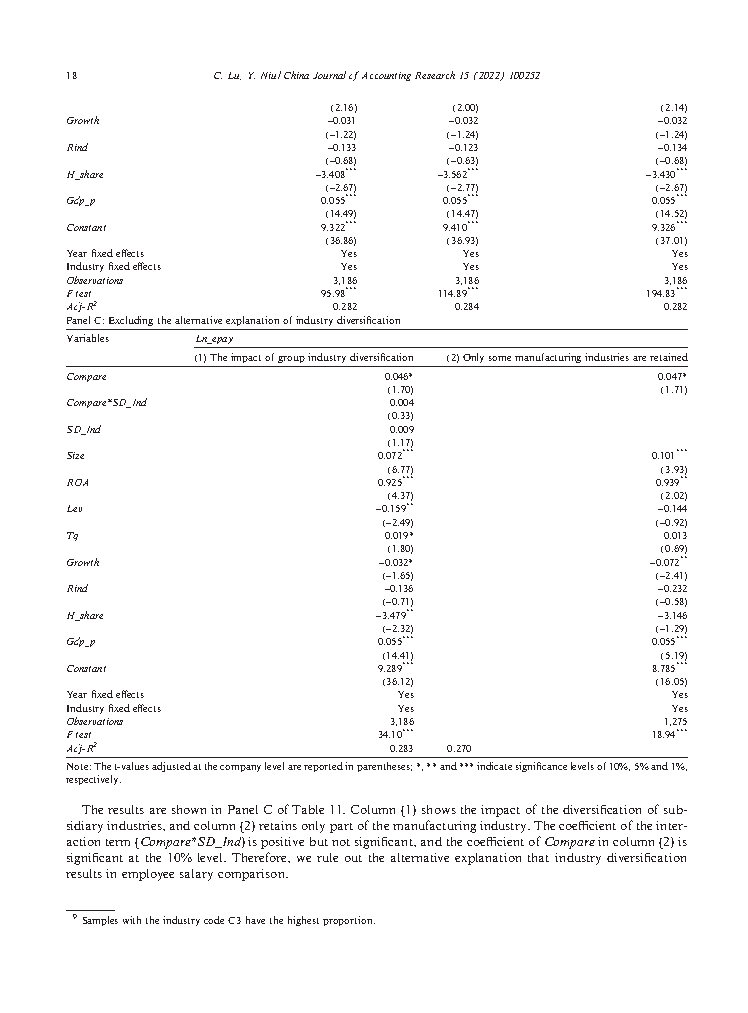 18 C. Lu, Y. Niu / China Journal of Accounting Research 15 (2022) 100252
(2.16) (2.00) (2.14)
Growth −0.031 −0.032 −0.032
(−1.22) (−1.24) (−1.24)
Rind −0.133 −0.123 −0.134
(−0.68) (−0.63) (−0.68)
H_share −3.408*** −3.562*** −3.430***
(−2.67) (−2.77) (−2.67)
Gdp_p 0.055*** 0.055*** 0.055***
(14.49) (14.47) (14.52)
Constant 9.322*** 9.410*** 9.326***
(36.86) (36.93) (37.01)
Year fixed effects Yes Yes Yes
Industry fixed effects Yes Yes Yes
Observations 3,186 3,186 3,186
F test 95.98*** 114.89*** 194.83***
Adj-R² 0.282 0.284 0.282
Panel C: Excluding the alternative explanation of industry diversification
Variables Ln_epay
(1) The impact of group industry diversification (2) Only some manufacturing industries are retained
Compare 0.046* 0.047*
(1.70) (1.71)
Compare*SD_Ind 0.004
(0.33)
SD_Ind 0.009
(1.17)
Size 0.072*** 0.101***
(6.77) (3.93)
ROA 0.925*** 0.939**
(4.37) (2.02)
Lev −0.159** −0.144
(−2.49) (−0.92)
Tq 0.019* 0.013
(1.80) (0.69)
Growth −0.032* −0.072**
(−1.65) (−2.41)
Rind −0.136 −0.232
(−0.71) (−0.58)
H_share −3.479** −3.146
(−2.32) (−1.29)
Gdp_p 0.055*** 0.055***
(14.41) (5.19)
Constant 9.289*** 8.785***
(36.12) (16.05)
Year fixed effects Yes Yes
Industry fixed effects Yes Yes
Observations 3,186 1,275
F test 34.10*** 18.94***
Adj-R² 0.283 0.270
Note: The t-values adjusted at the company level are reported in parentheses; *, ** and *** indicate significance levels of 10%, 5% and 1%,
respectively.
The results are shown in Panel C of Table 11. Column (1) shows the impact of the diversification of sub-
sidiary industries, and column (2) retains only part of the manufacturing industry. The coefficient of the inter-
action term (Compare*SD_Ind) is positive but not significant, and the coefficient of Compare in column (2) is
significant at the 10% level. Therefore, we rule out the alternative explanation that industry diversification
results in employee salary comparison.
⁹ Samples with the industry code C3 have the highest proportion.